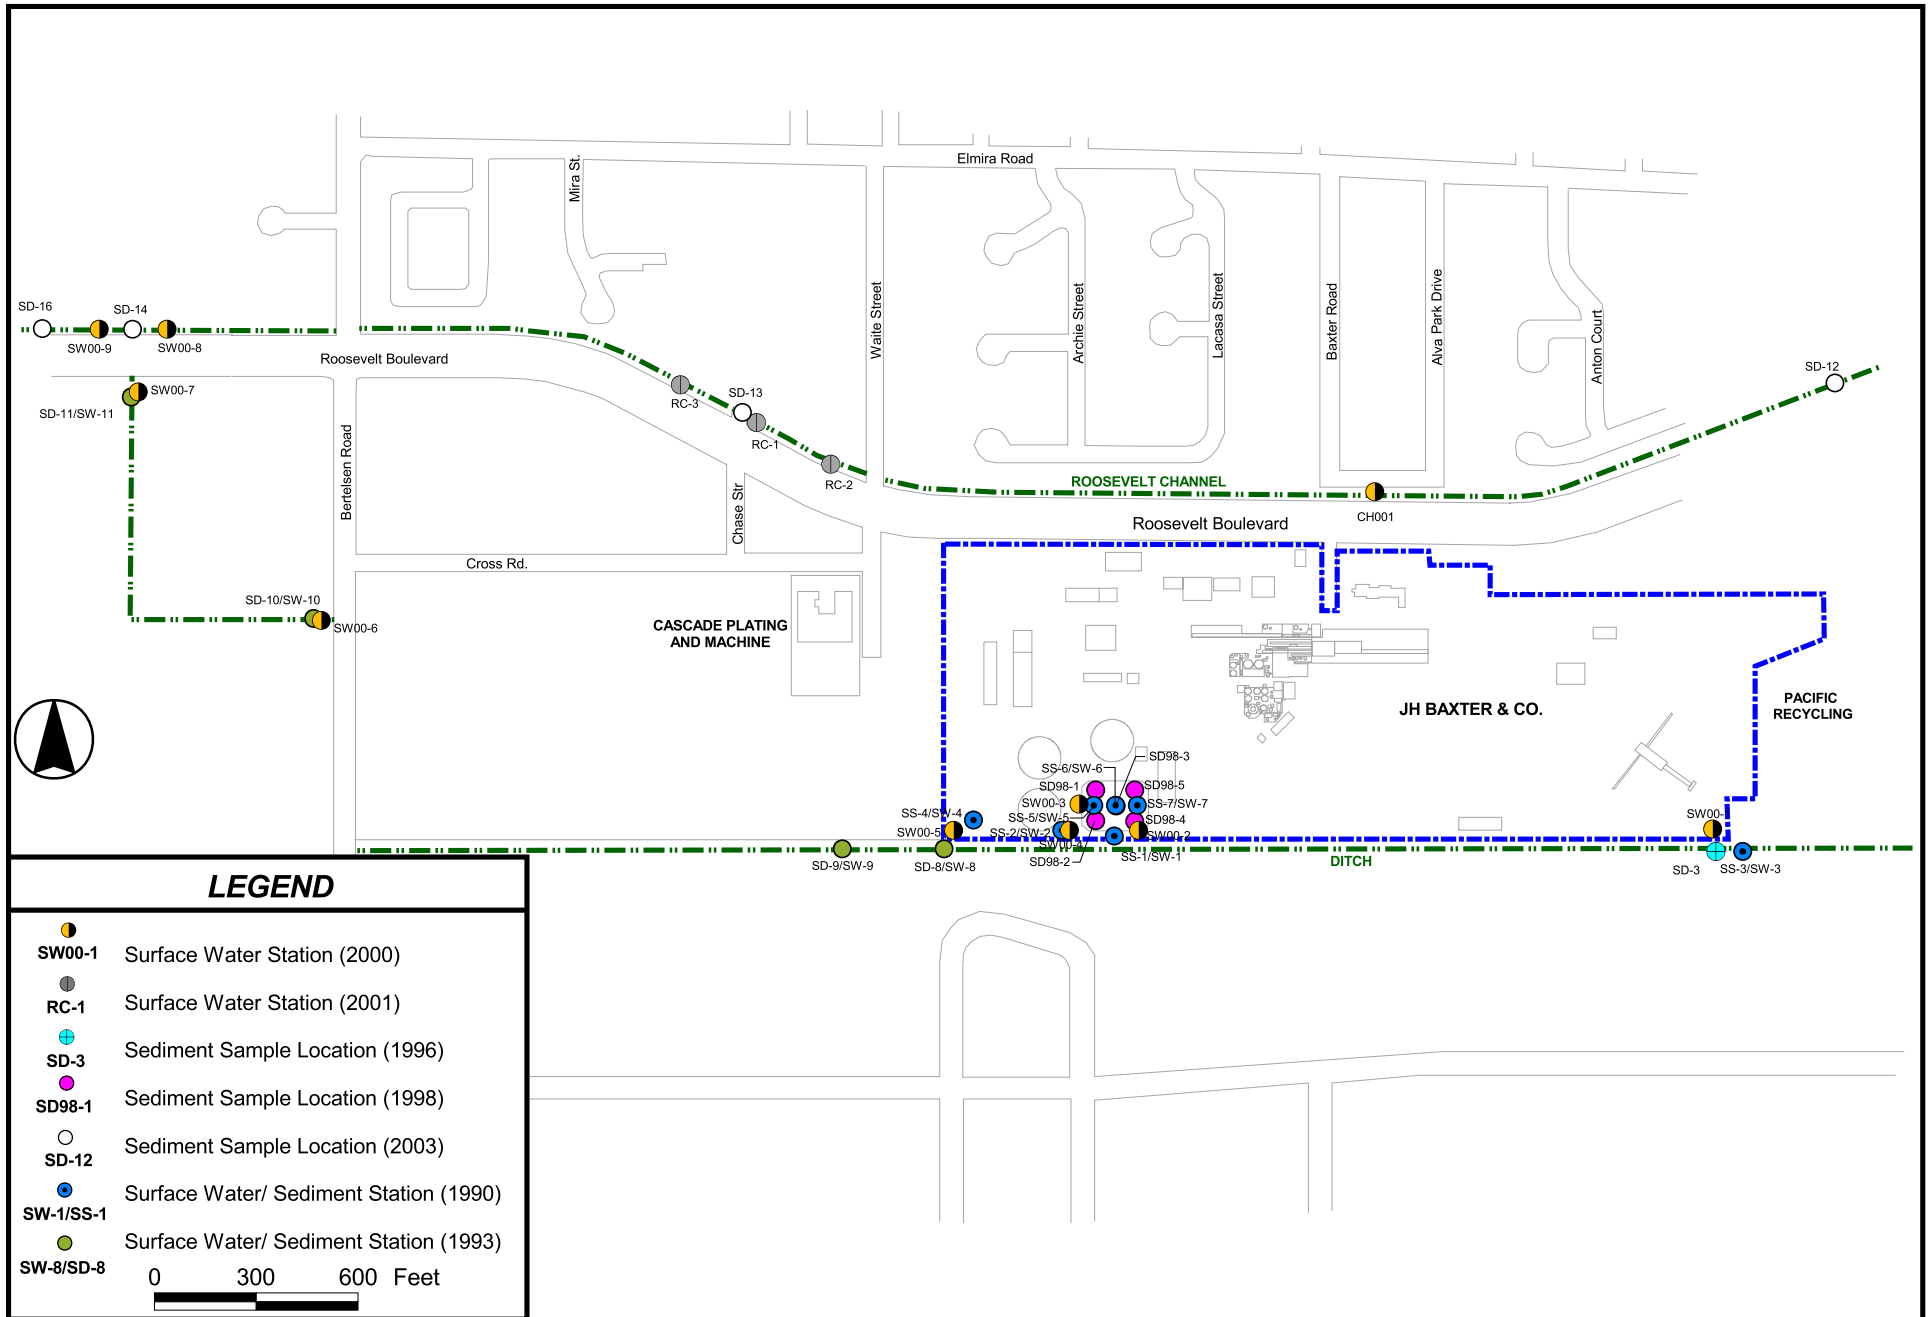 Elmira Road
Mira St.
Waite Street
Archie Street
Lacasa Street
Baxter Road
Alva Park Drive
Anton Court
SD-16
SD-14
SW00-9
SW00-8
Roosevelt Boulevard
SW00-7
SD-11/SW-11
RC-3
SD-13
RC-1
RC-2
SD-12
ROOSEVELT CHANNEL
CH001
Roosevelt Boulevard
Bertelsen Road
Chase Str
Cross Rd.
SD-10/SW-10
SW00-6
CASCADE PLATING
AND MACHINE
JH BAXTER & CO.
PACIFIC
RECYCLING
SD98-3
SS-6/SW-6
SD98-1
SD98-5
SW00-3
SS-7/SW-7
SS-4/SW-4
SS-5/SW-5
SD98-4
SW00-5
SS-2/SW-2
SW00-2
SW00-4
SD98-2
SS-1/SW-1
SW00-
SD-9/SW-9
SD-8/SW-8
DITCH
SD-3
SS-3/SW-3
LEGEND
SW00-1 Surface Water Station (2000)
RC-1 Surface Water Station (2001)
SD-3 Sediment Sample Location (1996)
SD98-1 Sediment Sample Location (1998)
SD-12 Sediment Sample Location (2003)
SW-1/SS-1 Surface Water/ Sediment Station (1990)
SW-8/SD-8 Surface Water/ Sediment Station (1993)
0 300 600 Feet